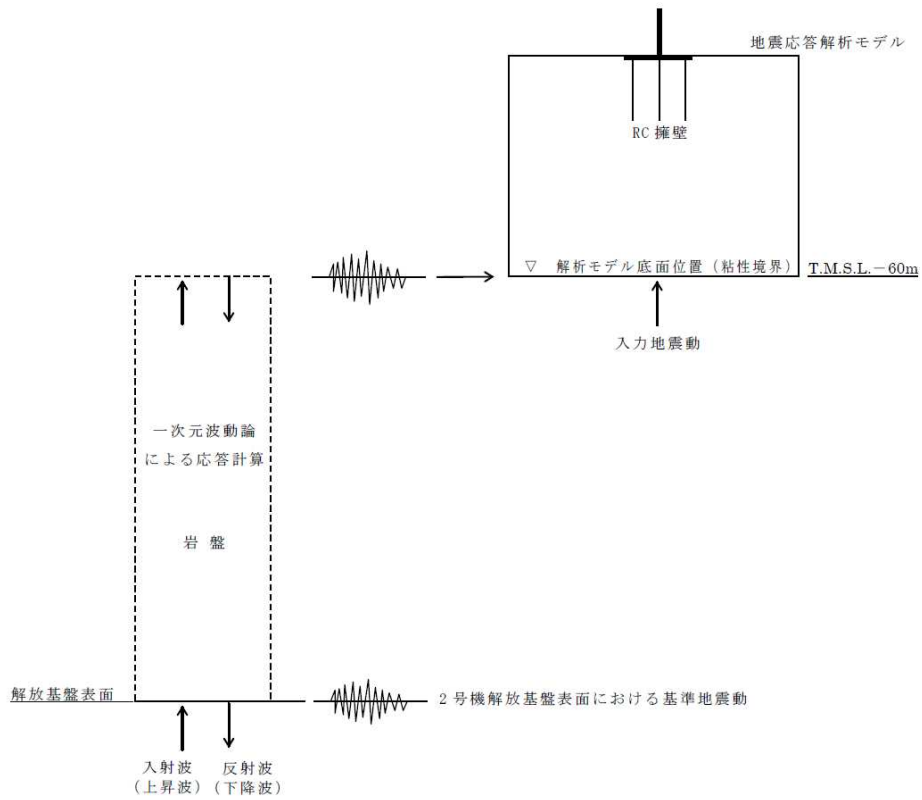 地震応答解析モデル
RC擁壁
▽ 解析モデル底面位置（粘性境界）
T.M.S.L.－60m
入力地震動
一次元波動論
による応答計算
岩盤
解放基盤表面
2号機解放基盤表面における基準地震動
入射波
（上昇波）
反射波
（下降波）